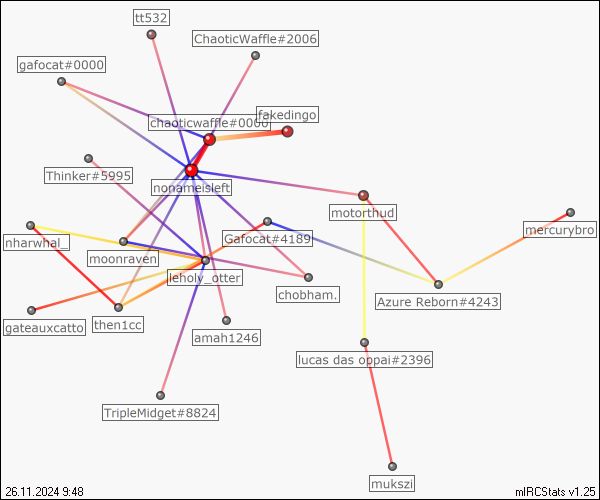 tt532
ChaoticWaffle#2006
gafocat#0000
fakedingo
chaoticwaffle#0000
Thinker#5995
nonameisleft
motorthud
mercurybro
nharwhal_
Gafocat#4189
moonraven
leholy_otter
chobham.
Azure Reborn#4243
gateauxcatto
then1cc
amah1246
lucas das oppai#2396
TripleMidget#8824
mukszi
26.11.2024 9:48
mIRCStats v1.25